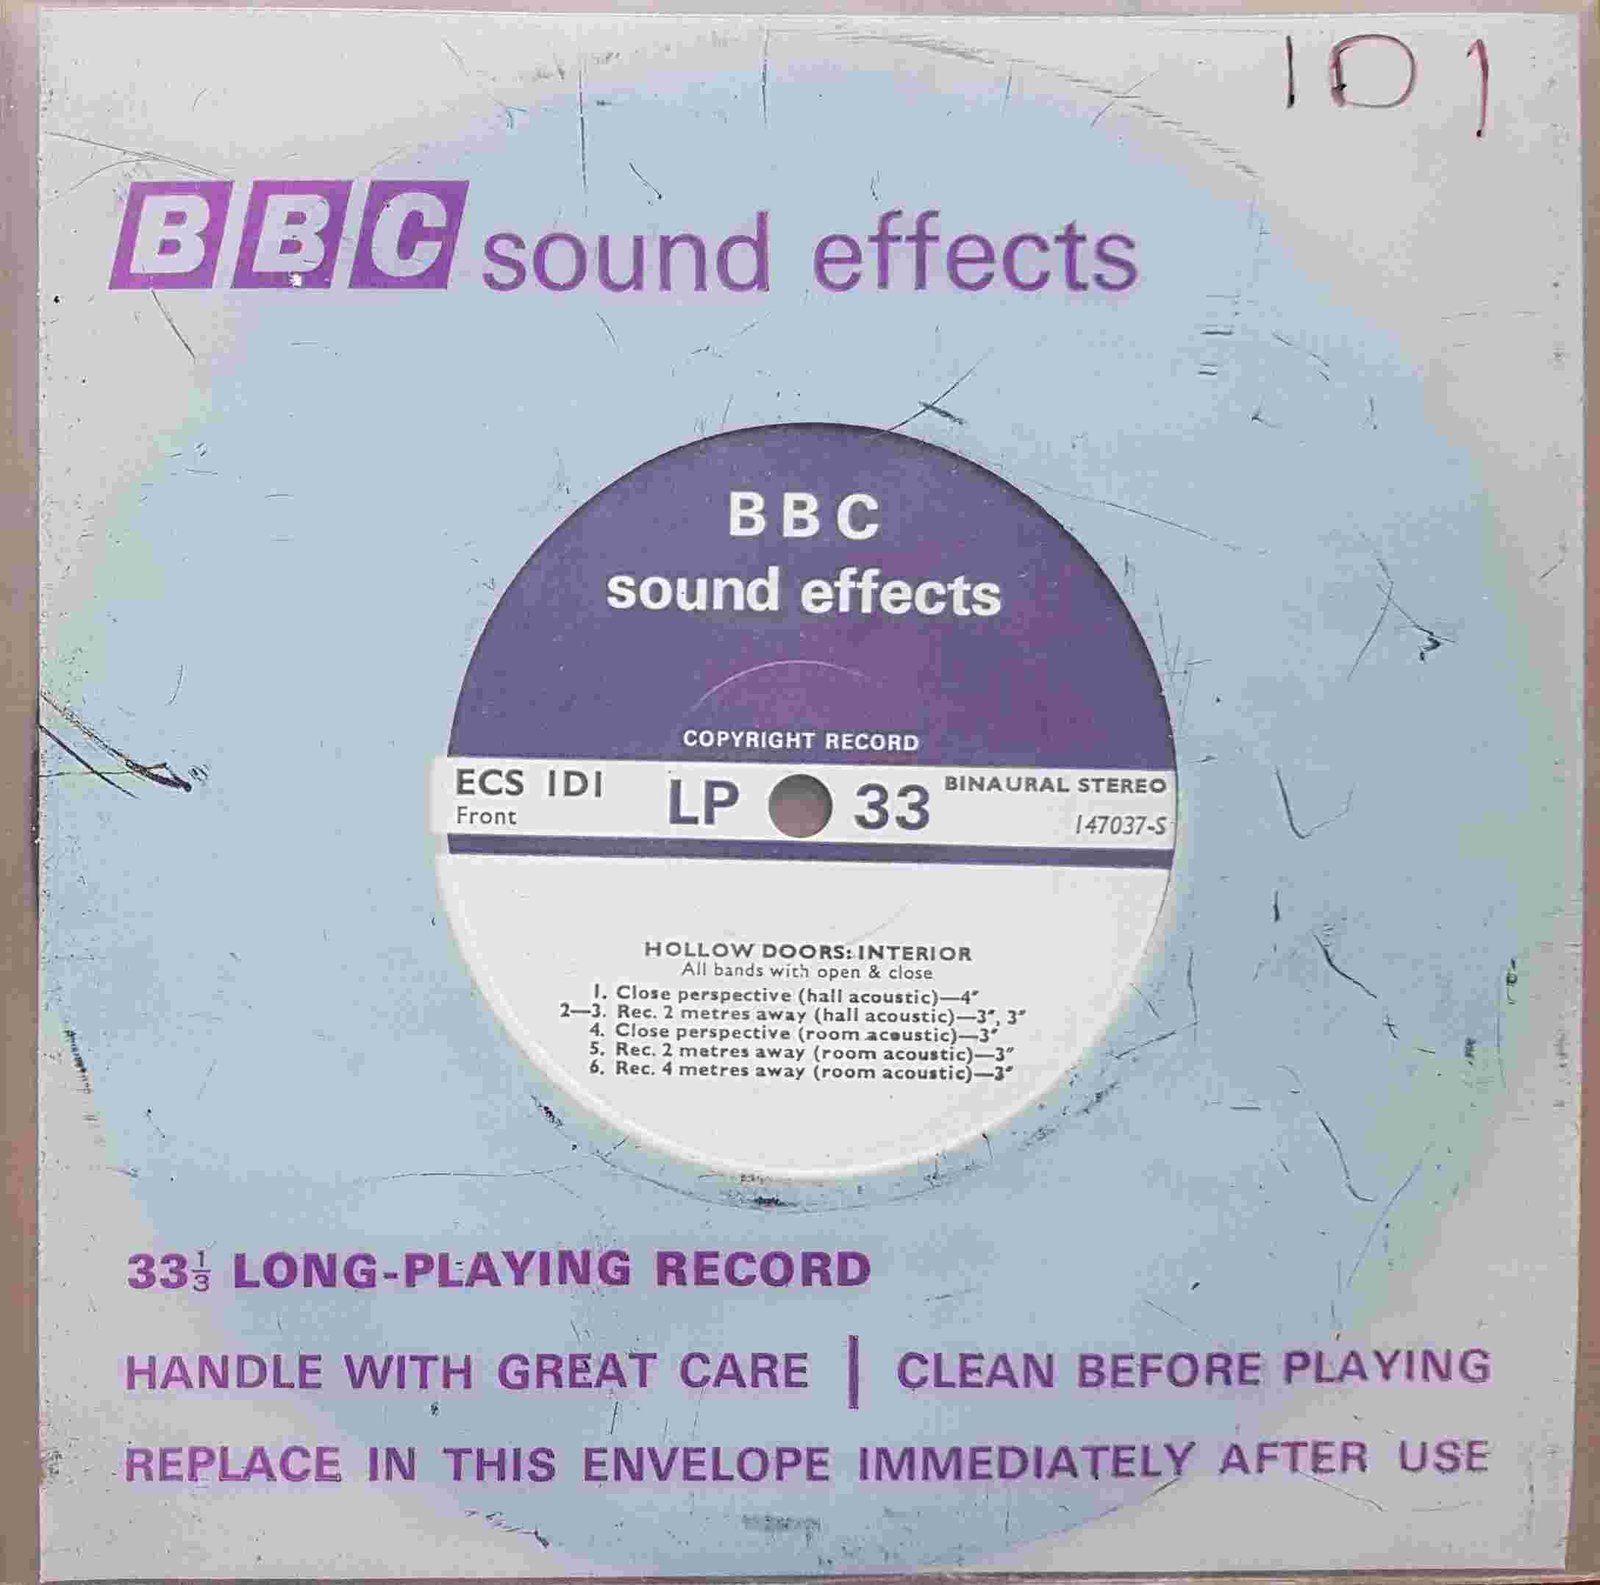 1D1
BBC sound effects
BBC
sound effects
COPYRIGHT RECORD
ECS 1D1
Front
LP 33
BINAURAL STEREO
147037-S
HOLLOW DOORS: INTERIOR
All bands with open & close
1. Close perspective (hall acoustic)—4"
2—3. Rec. 2 metres away (hall acoustic)—3", 3"
4. Close perspective (room acoustic)—3"
5. Rec. 2 metres away (room acoustic)—3"
6. Rec. 4 metres away (room acoustic)—3"
33⅓ LONG-PLAYING RECORD
HANDLE WITH GREAT CARE | CLEAN BEFORE PLAYING
REPLACE IN THIS ENVELOPE IMMEDIATELY AFTER USE